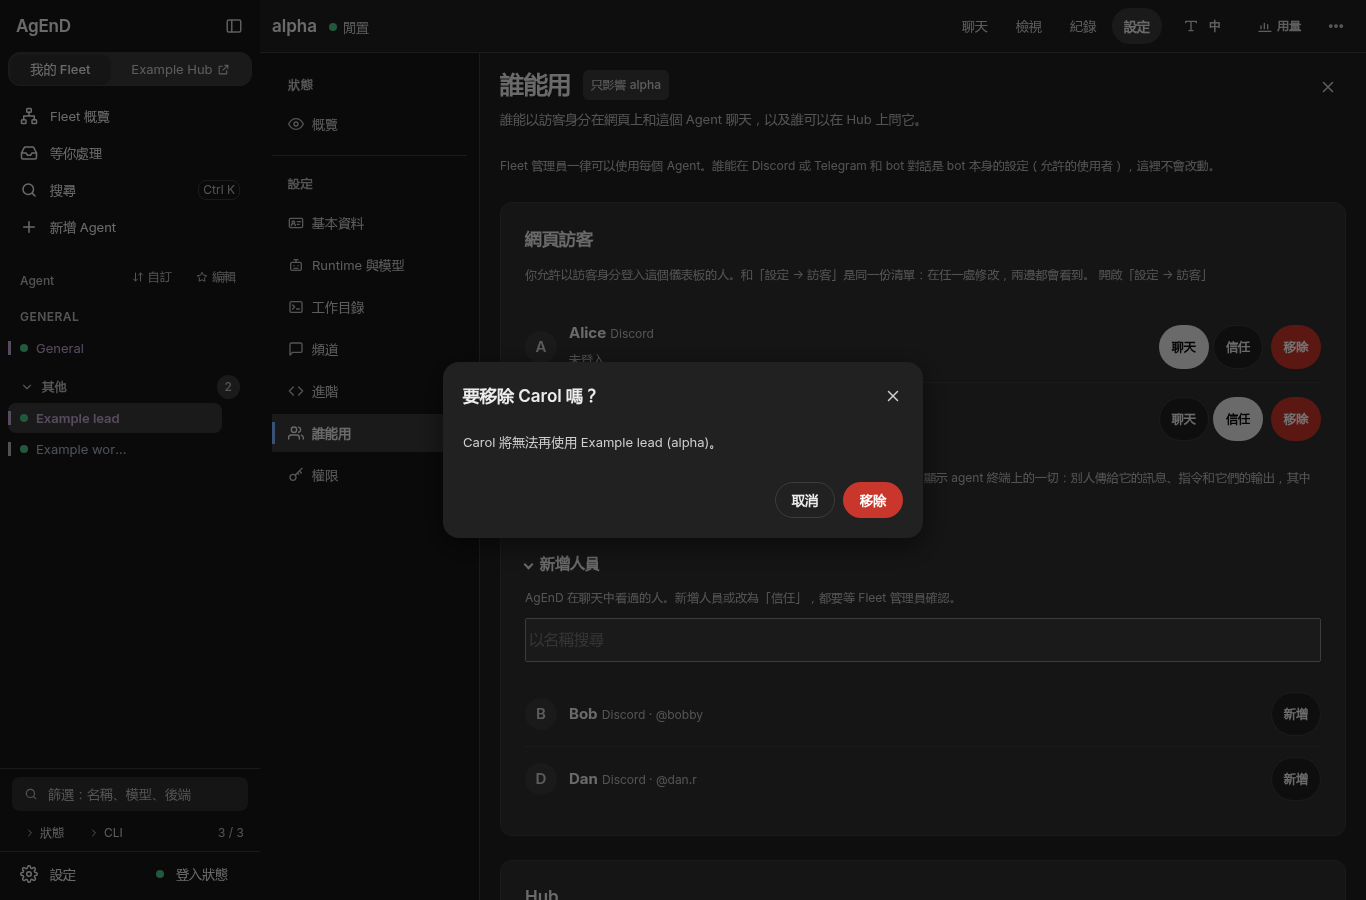 AgEnD
我的 Fleet
Example Hub
Fleet 概覽
等你處理
搜尋
Ctrl K
新增 Agent
Agent
自訂
編輯
GENERAL
General
其他
2
Example lead
Example wor...
篩選：名稱、模型、後端
狀態
CLI
3 / 3
設定
登入狀態
alpha
閒置
聊天
檢視
紀錄
設定
中
用量
狀態
概覽
設定
基本資料
Runtime 與模型
工作目錄
頻道
進階
誰能用
權限
誰能用
只影響 alpha
誰能以訪客身分在網頁上和這個 Agent 聊天，以及誰可以在 Hub 上問它。
Fleet 管理員一律可以使用每個 Agent。誰能在 Discord 或 Telegram 和 bot 對話是 bot 本身的設定（允許的使用者），這裡不會改動。
網頁訪客
你允許以訪客身分登入這個儀表板的人。和「設定 → 訪客」是同一份清單：在任一處修改，兩邊都會看到。 開啟「設定 → 訪客」
A
Alice Discord
未登入
聊天
信任
移除
聊天
信任
移除
顯示 agent 終端上的一切：別人傳給它的訊息、指令和它們的輸出，其中
要移除 Carol 嗎？
Carol 將無法再使用 Example lead (alpha)。
取消
移除
新增人員
AgEnD 在聊天中看過的人。新增人員或改為「信任」，都要等 Fleet 管理員確認。
以名稱搜尋
B
Bob Discord · @bobby
新增
D
Dan Discord · @dan.r
新增
Hub